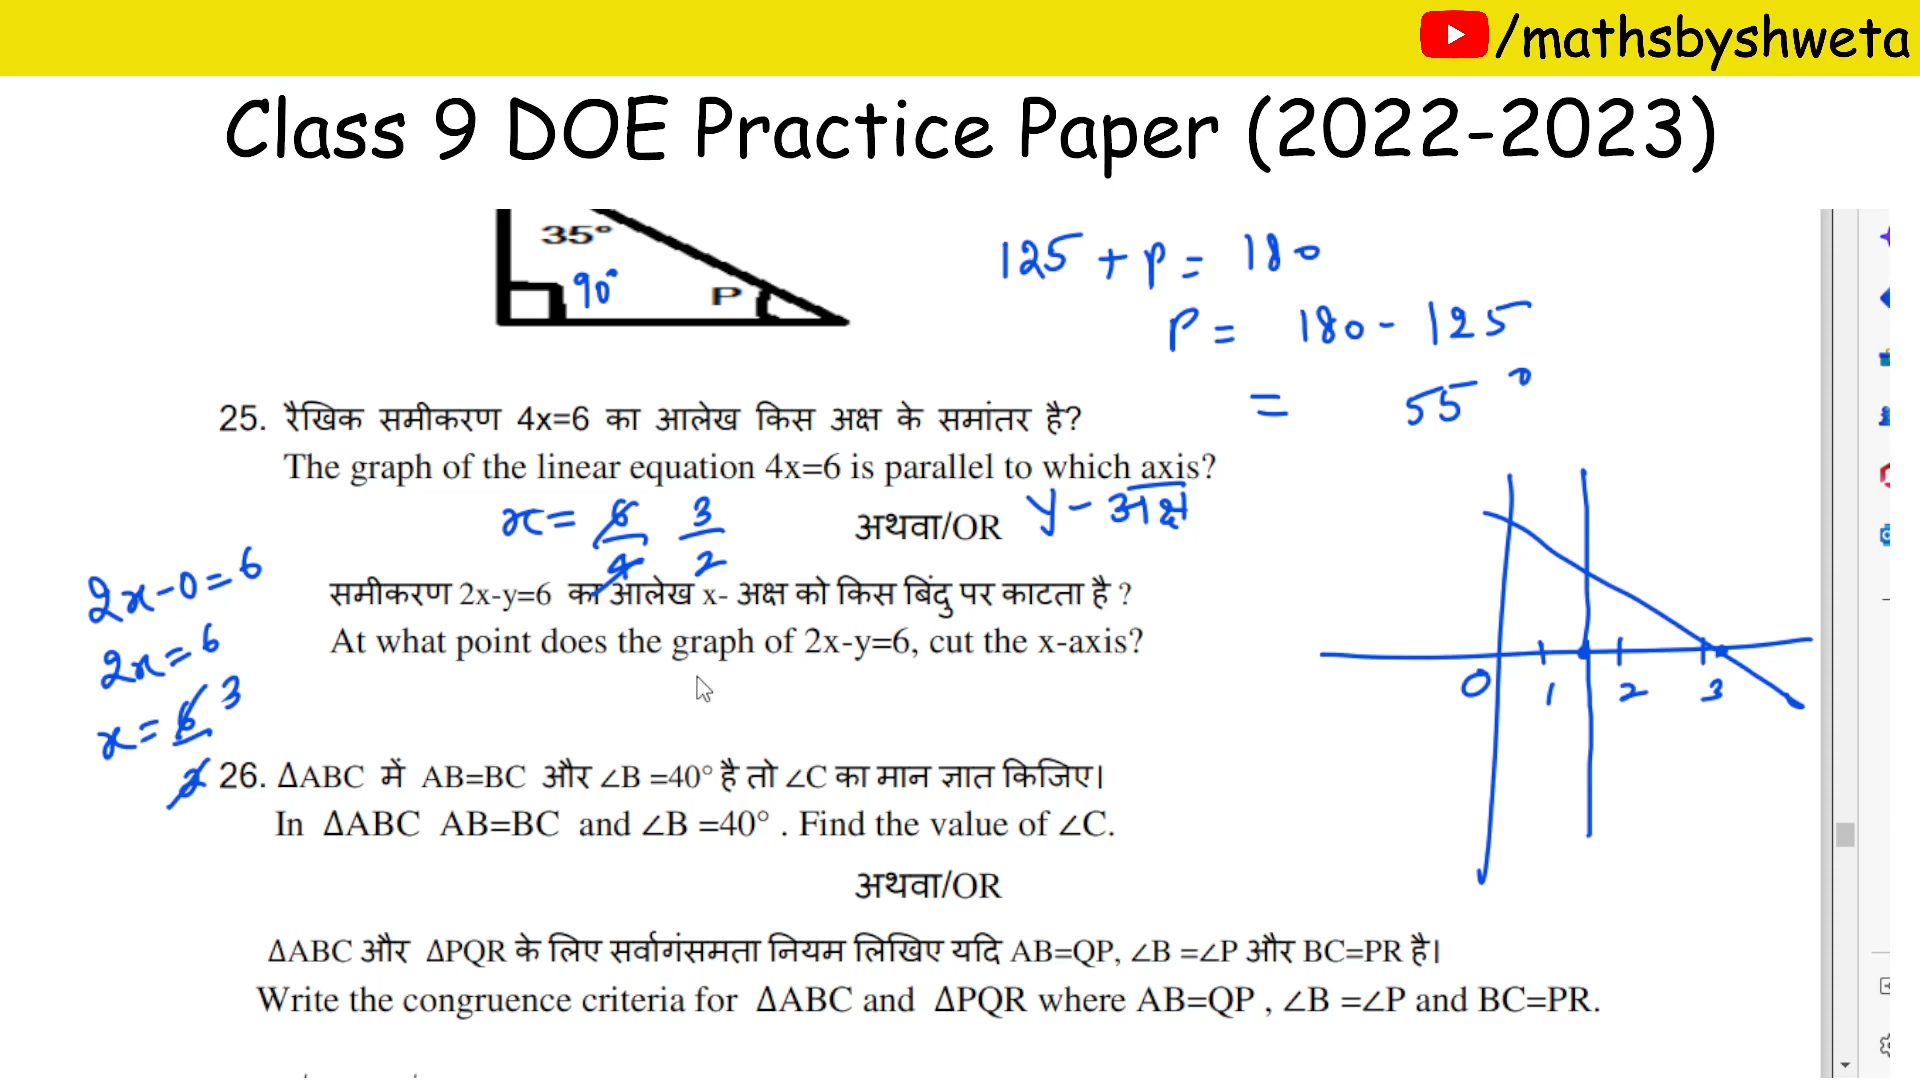 /mathsbyshweta
Class 9 DOE Practice Paper (2022-2023)
35°
90°
P
125 + P = 180
P = 180 - 125
= 55°
25. रैखिक समीकरण 4x=6 का आलेख किस अक्ष के समांतर है?
The graph of the linear equation 4x=6 is parallel to which axis?
x = 6/4 3/2
अथवा/OR
y - अक्ष
समीकरण 2x-y=6 का आलेख x- अक्ष को किस बिंदु पर काटता है ?
At what point does the graph of 2x-y=6, cut the x-axis?
2x-0=6
2x=6
x=6/2 3
0 1 2 3
26. ΔABC में AB=BC और ∠B =40° है तो ∠C का मान ज्ञात किजिए।
In ΔABC AB=BC and ∠B =40° . Find the value of ∠C.
अथवा/OR
ΔABC और ΔPQR के लिए सर्वागंसमता नियम लिखिए यदि AB=QP, ∠B =∠P और BC=PR है।
Write the congruence criteria for ΔABC and ΔPQR where AB=QP , ∠B =∠P and BC=PR.